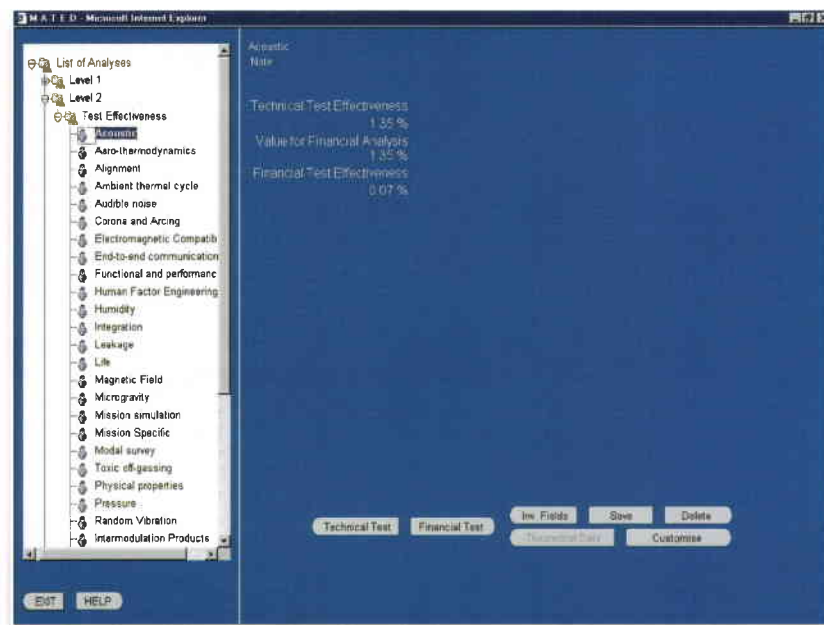 M A T E D - Microsoft Internet Explorer
List of Analyses
Level 1
Level 2
Test Effectiveness
Acoustic
Aero-thermodynamics
Alignment
Ambient thermal cycle
Audible noise
Corona and Arcing
Electromagnetic Compatib
End-to-end communication
Functional and performanc
Human Factor Engineering
Humidity
Integration
Leakage
Life
Magnetic Field
Microgravity
Mission simulation
Mission Specific
Modal survey
Toxic off-gassing
Physical properties
Pressure
Random Vibration
Intermodulation Products
EXIT
HELP
Acoustic
Note
Technical Test Effectiveness
1.35 %
Value for Financial Analysis
1.35 %
Financial Test Effectiveness
0.07 %
Technical Test
Financial Test
Inv. Fields
Save
Delete
Theoretical Data
Customise